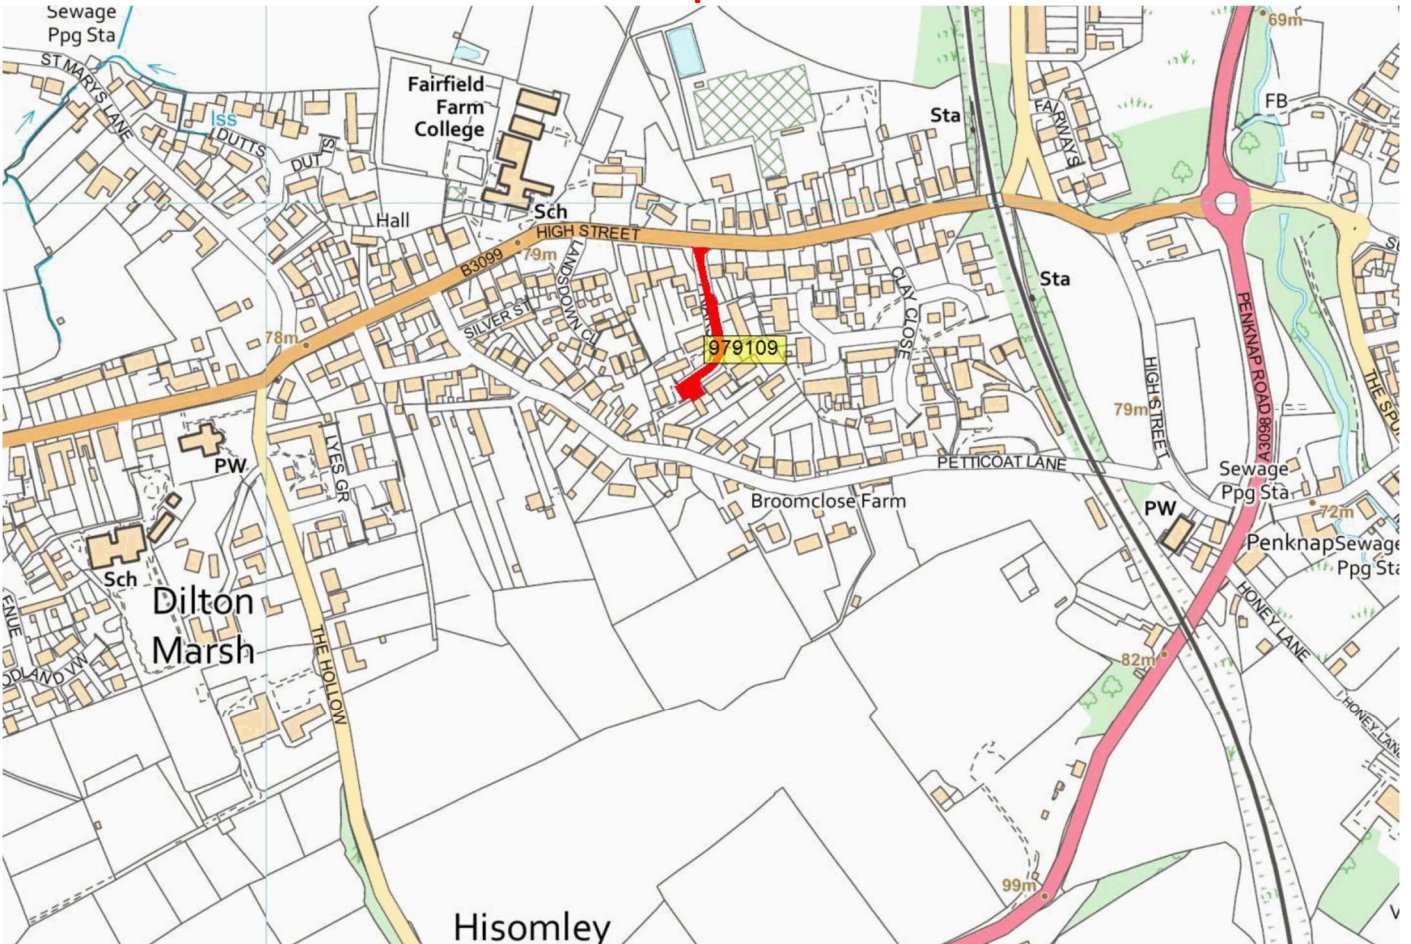 Sewage
Ppg Sta
69m
ST MARYS LANE
Fairfield
Farm
College
FB
FAIRWAYS
Sta
Iss
DUTTS
DUTTS
Sch
Hall
HIGH STREET
79m
B3099
LANSDOWN CL
SILVER ST
CLAY CLOSE
Sta
PENKNAP ROAD
A3098
78m
979109
HIGH STREET
79m
THE SPUR
LYES GR
PW
PETTICOAT LANE
Broomclose Farm
Sewage
Ppg Sta
PW
72m
Penknap
Sewage
Ppg Sta
Sch
Dilton
Marsh
HONEY LANE
THE HOLLOW
82m
HONEY LANE
99m
Hisomley